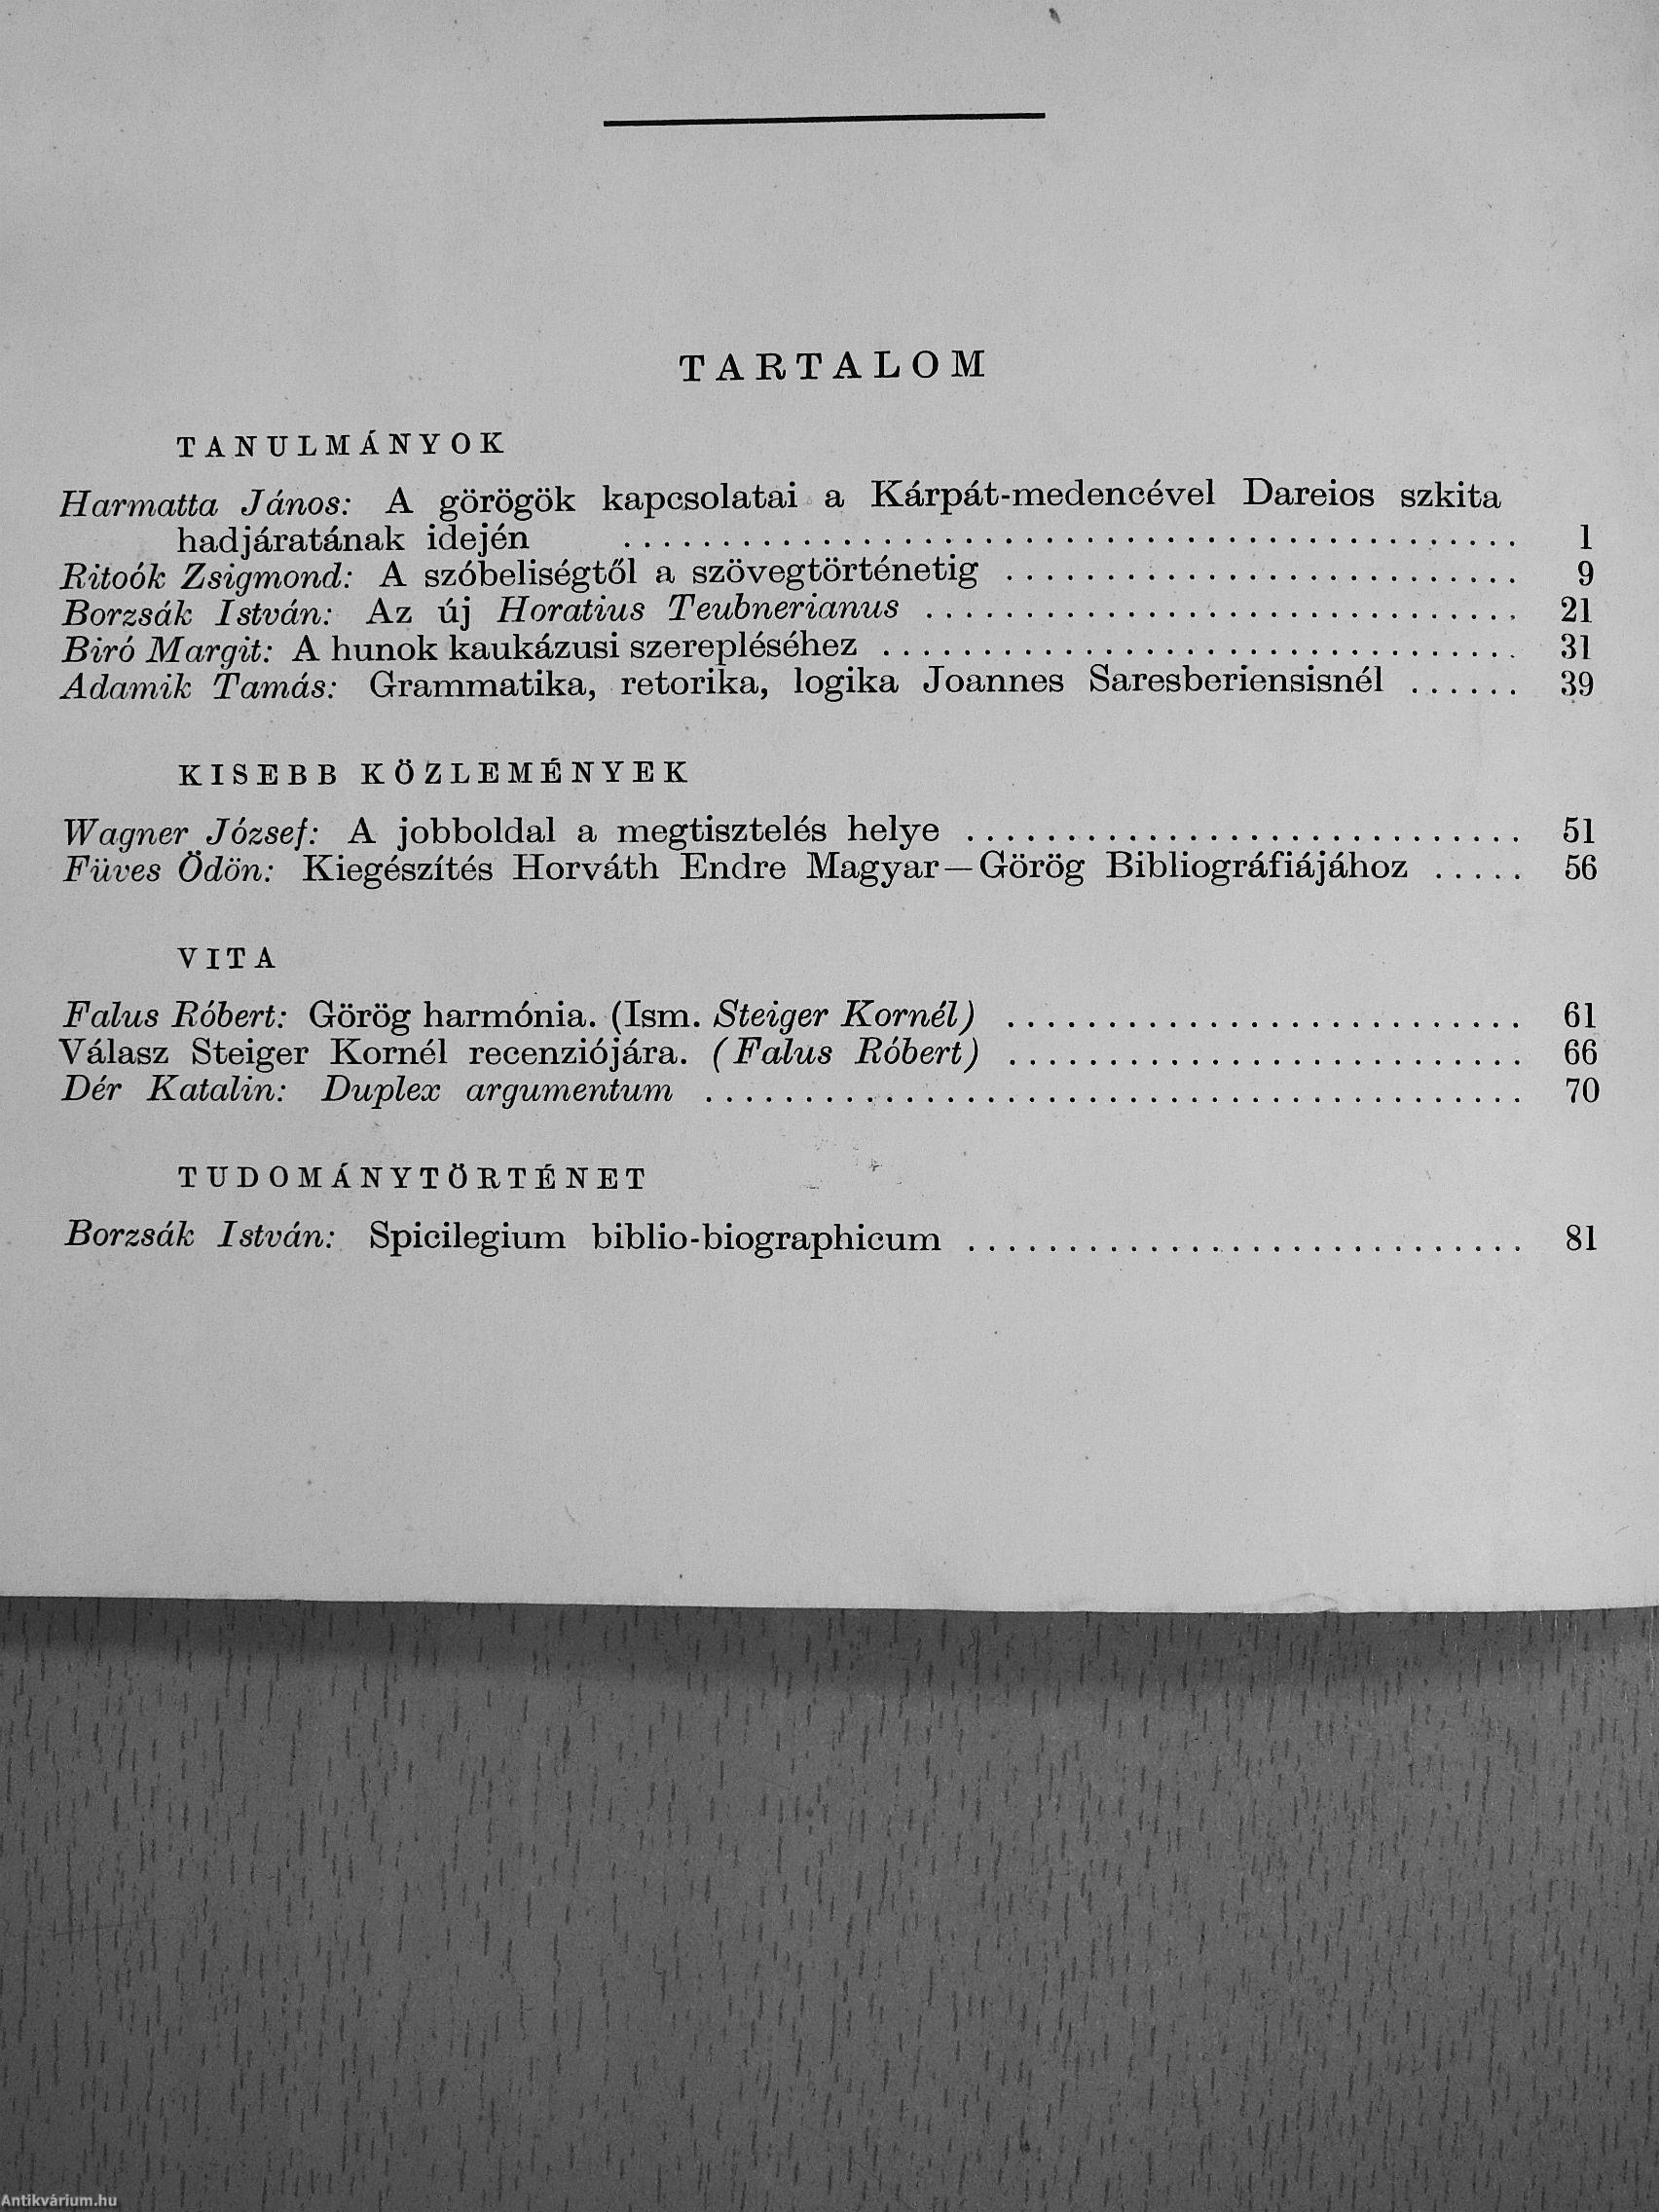 TARTALOM
TANULMÁNYOK
Harmatta János: A görögök kapcsolatai a Kárpát-medencével Dareios szkita
hadjáratának idején ............................................. 1
Ritoók Zsigmond: A szóbeliségtől a szövegtörténetig .......................... 9
Borzsák István: Az új Horatius Teubnerianus .............................. 21
Biró Margit: A hunok kaukázusi szerepléséhez ................................ 31
Adamik Tamás: Grammatika, retorika, logika Joannes Saresberiensisnél ...... 39
KISEBB KÖZLEMÉNYEK
Wagner József: A jobboldal a megtisztelés helye ............................ 51
Füves Ödön: Kiegészítés Horváth Endre Magyar—Görög Bibliográfiájához ..... 56
VITA
Falus Róbert: Görög harmónia. (Ism. Steiger Kornél) .......................... 61
Válasz Steiger Kornél recenziójára. (Falus Róbert) .......................... 66
Dér Katalin: Duplex argumentum ......................................... 70
TUDOMÁNYTÖRTÉNET
Borzsák István: Spicilegium biblio-biographicum ............................ 81
Antikvárium.hu